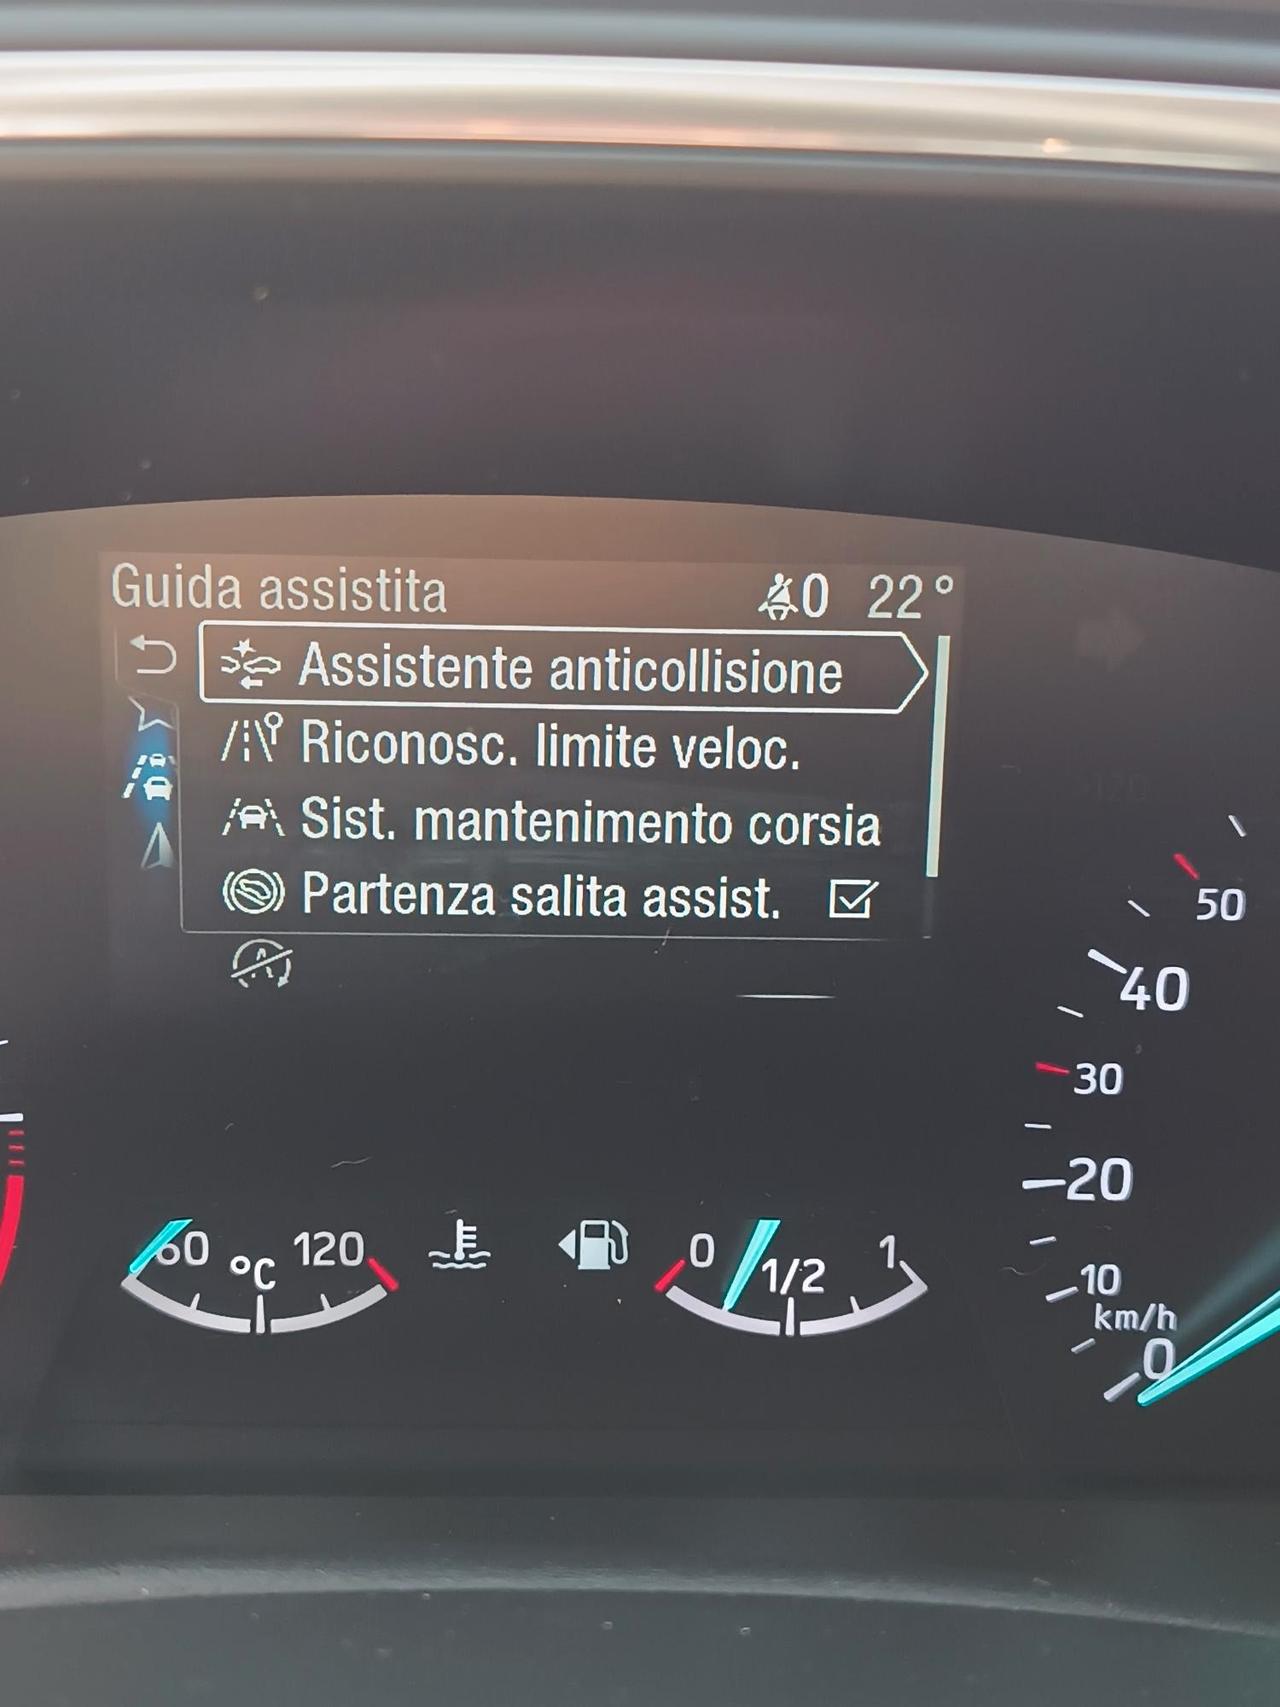 Guida assistita 0 22°
Assistente anticollisione
Riconosc. limite veloc.
Sist. mantenimento corsia
Partenza salita assist.
A
50
40
30
20
10
km/h
0
60 °C 120
0 1/2 1